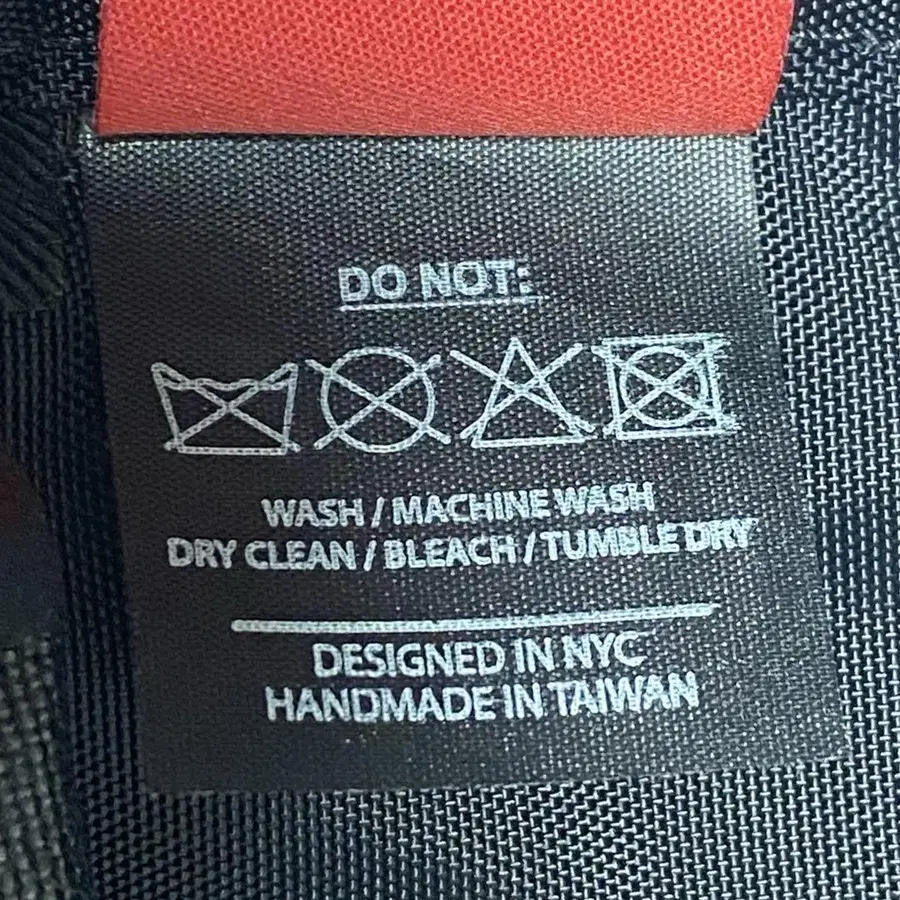 DO NOT:
WASH / MACHINE WASH
DRY CLEAN / BLEACH / TUMBLE DRY
DESIGNED IN NYC
HANDMADE IN TAIWAN